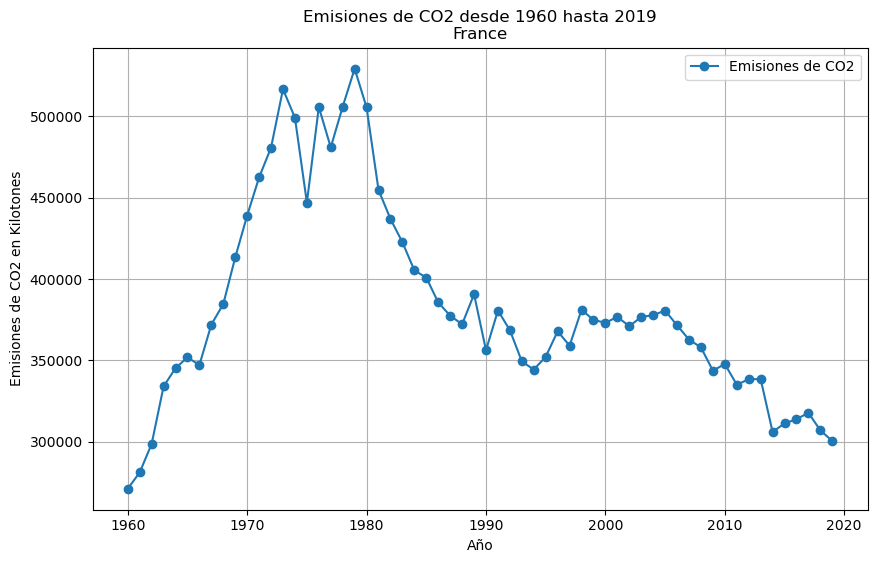 Emisiones de CO2 desde 1960 hasta 2019
France
Emisiones de CO2
Emisiones de CO2 en Kilotones
500000
450000
400000
350000
300000
1960
1970
1980
1990
2000
2010
2020
Año